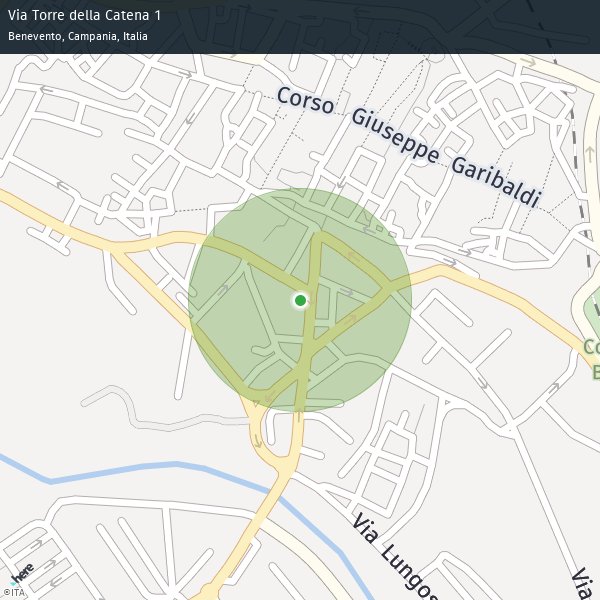 Via Torre della Catena 1
Benevento, Campania, Italia
Corso Giuseppe Garibaldi
Co
B
Via Lungos
Via
here
©ITA